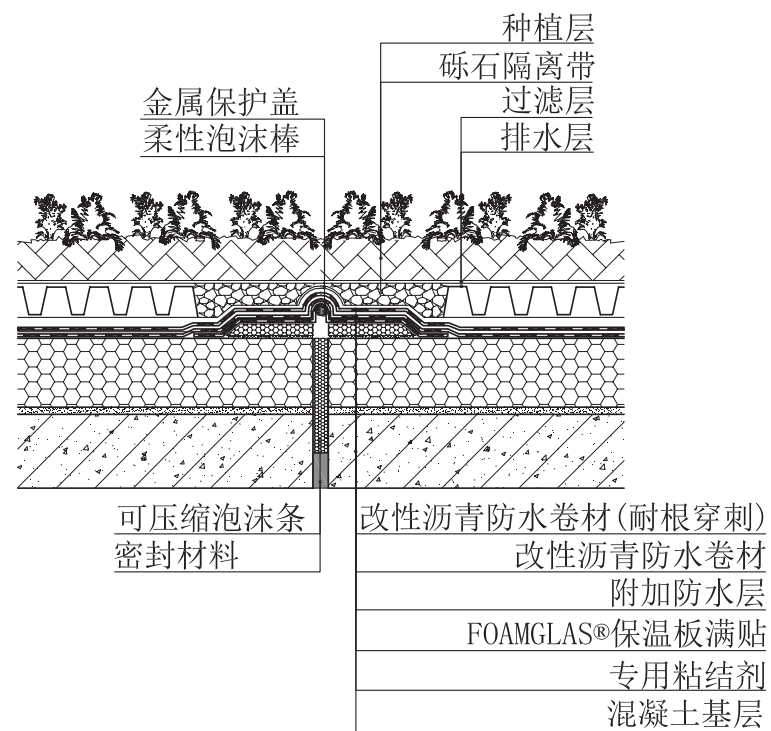 种植层
砾石隔离带
金属保护盖
过滤层
柔性泡沫棒
排水层
可压缩泡沫条
改性沥青防水卷材(耐根穿刺)
密封材料
改性沥青防水卷材
附加防水层
FOAMGLAS®保温板满贴
专用粘结剂
混凝土基层